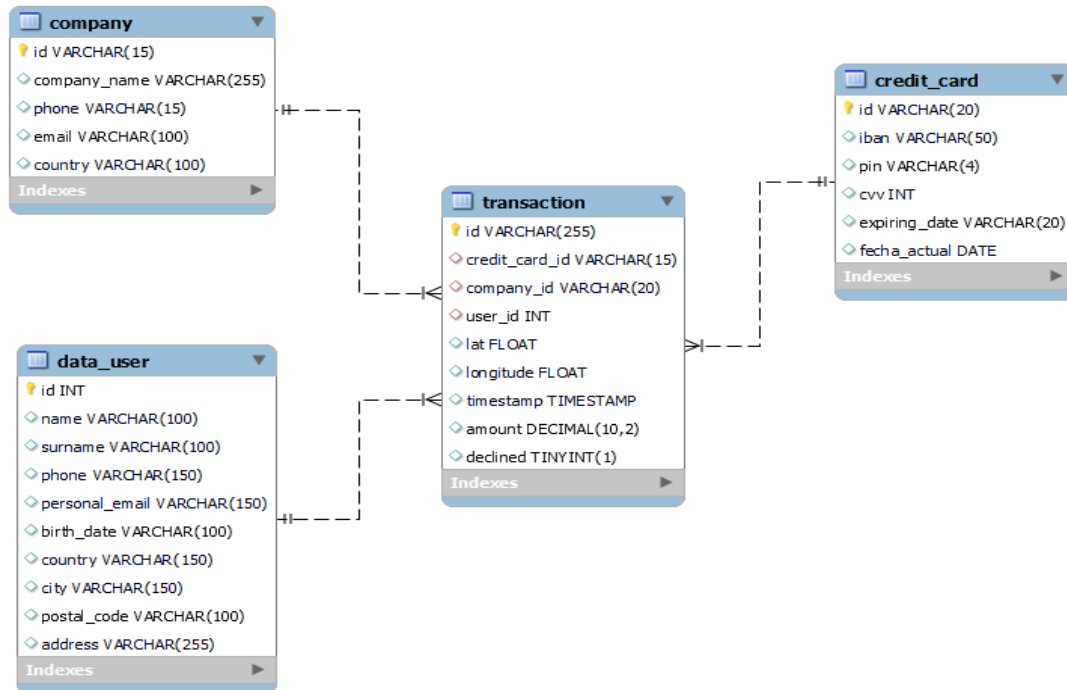 company
id VARCHAR(15)
company_name VARCHAR(255)
phone VARCHAR(15)
email VARCHAR(100)
country VARCHAR(100)
Indexes
data_user
id INT
name VARCHAR(100)
surname VARCHAR(100)
phone VARCHAR(150)
personal_email VARCHAR(150)
birth_date VARCHAR(100)
country VARCHAR(150)
city VARCHAR(150)
postal_code VARCHAR(100)
address VARCHAR(255)
Indexes
transaction
id VARCHAR(255)
credit_card_id VARCHAR(15)
company_id VARCHAR(20)
user_id INT
lat FLOAT
longitude FLOAT
timestamp TIMESTAMP
amount DECIMAL(10,2)
declined TINYINT(1)
Indexes
credit_card
id VARCHAR(20)
iban VARCHAR(50)
pin VARCHAR(4)
cvv INT
expiring_date VARCHAR(20)
fecha_actual DATE
Indexes